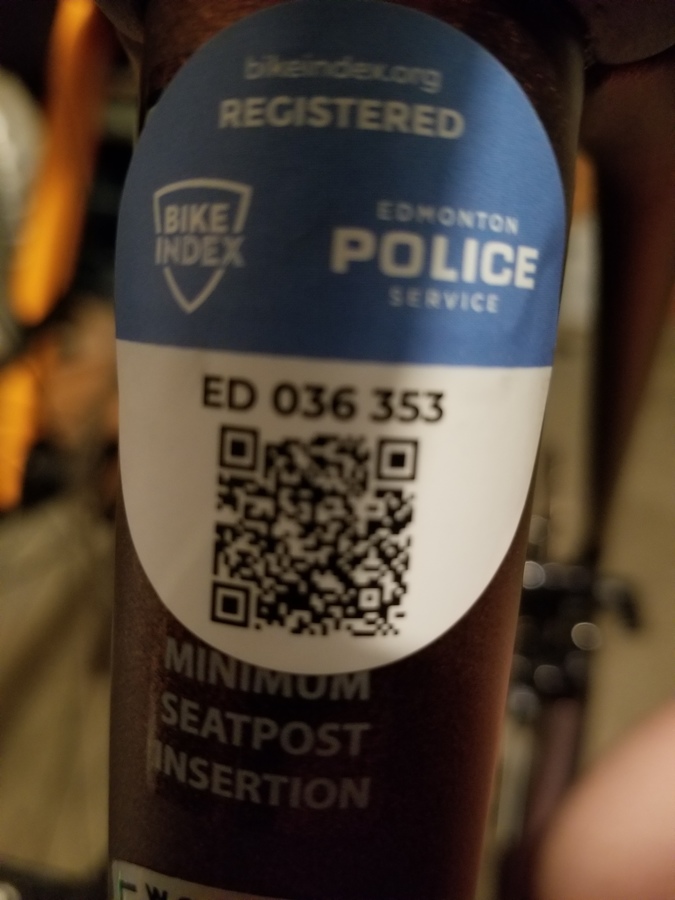 bikeindex.org
REGISTERED
BIKE
INDEX
EDMONTON
POLICE
SERVICE
ED 036 353
MINIMUM
SEATPOST
INSERTION